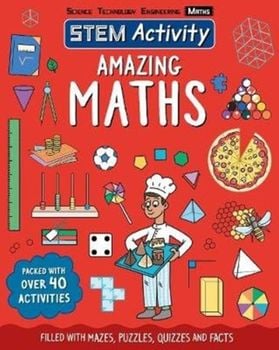 Science Technology Engineering Maths
STEM Activity
AMAZING
MATHS
PACKED WITH
OVER 40
ACTIVITIES
FILLED WITH MAZES, PUZZLES, QUIZZES AND FACTS